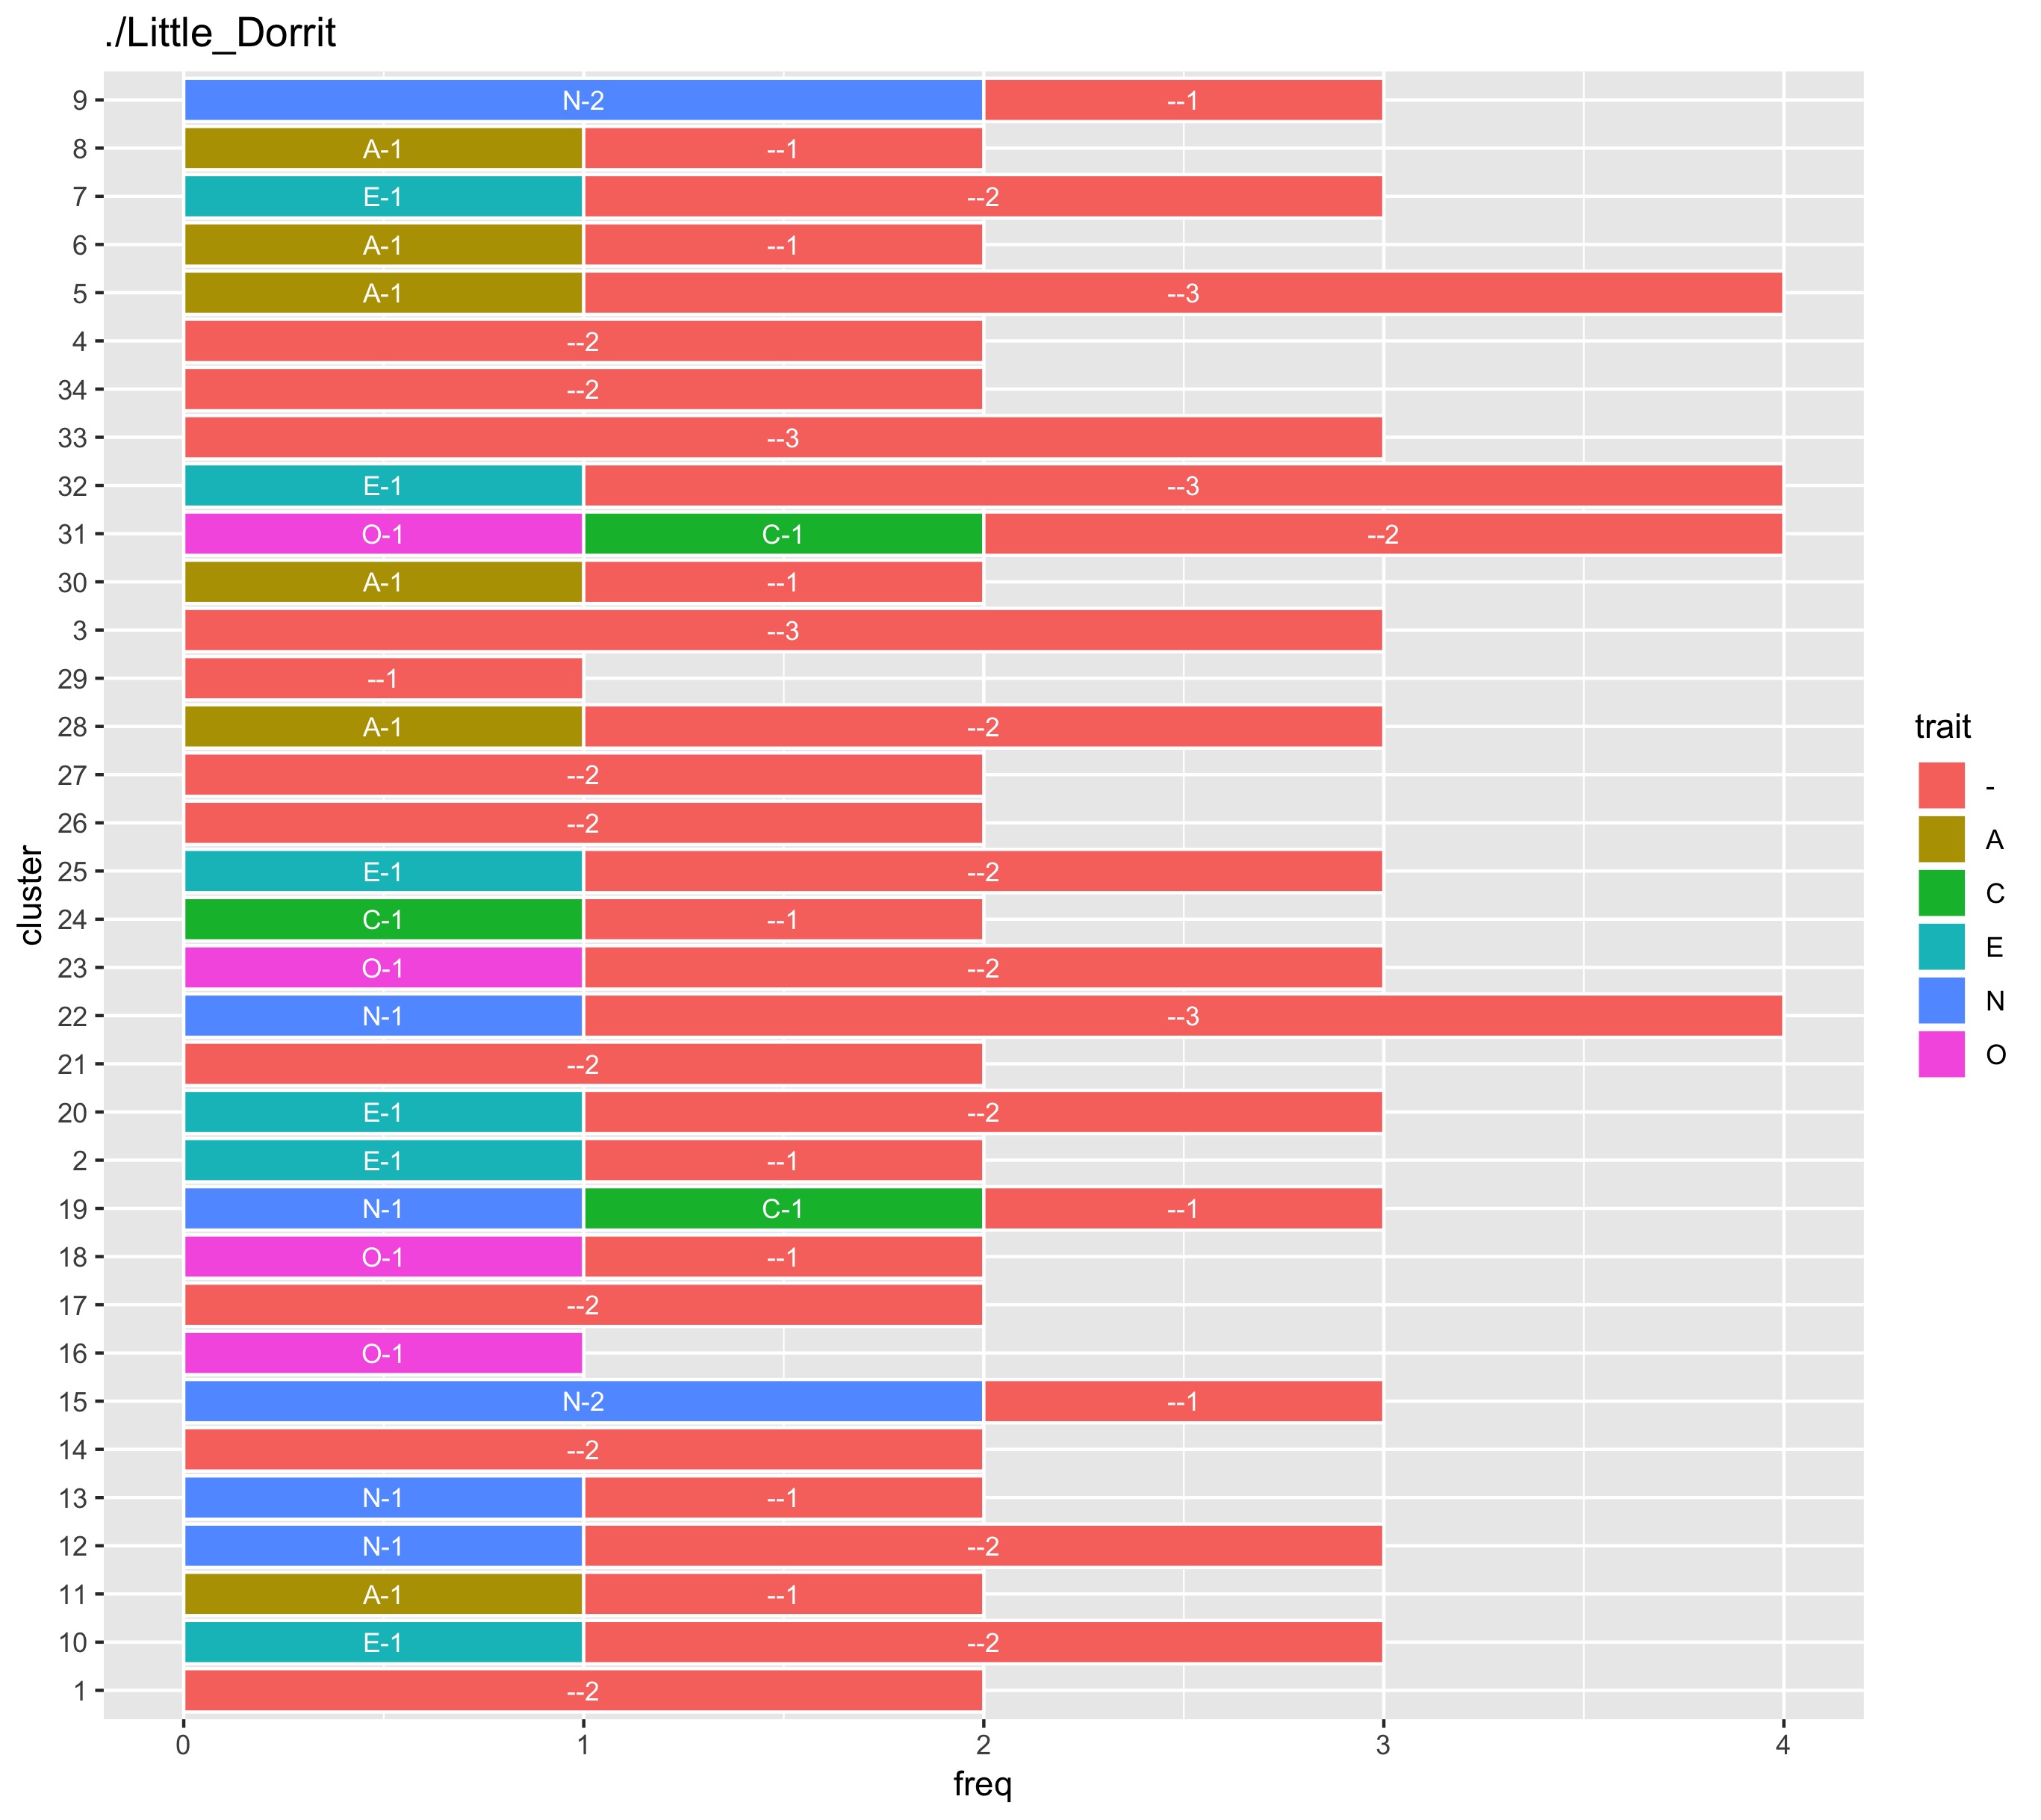 ./Little_Dorrit
9 N-2 --1
8 A-1 --1
7 E-1 --2
6 A-1 --1
5 A-1 --3
4 --2
34 --2
33 --3
32 E-1 --3
31 O-1 C-1 --2
30 A-1 --1
3 --3
29 --1
28 A-1 --2
27 --2
26 --2
25 E-1 --2
24 C-1 --1
23 O-1 --2
22 N-1 --3
21 --2
20 E-1 --2
2 E-1 --1
19 N-1 C-1 --1
18 O-1 --1
17 --2
16 O-1
15 N-2 --1
14 --2
13 N-1 --1
12 N-1 --2
11 A-1 --1
10 E-1 --2
1 --2
0 1 2 3 4
freq
cluster
trait
-
A
C
E
N
O